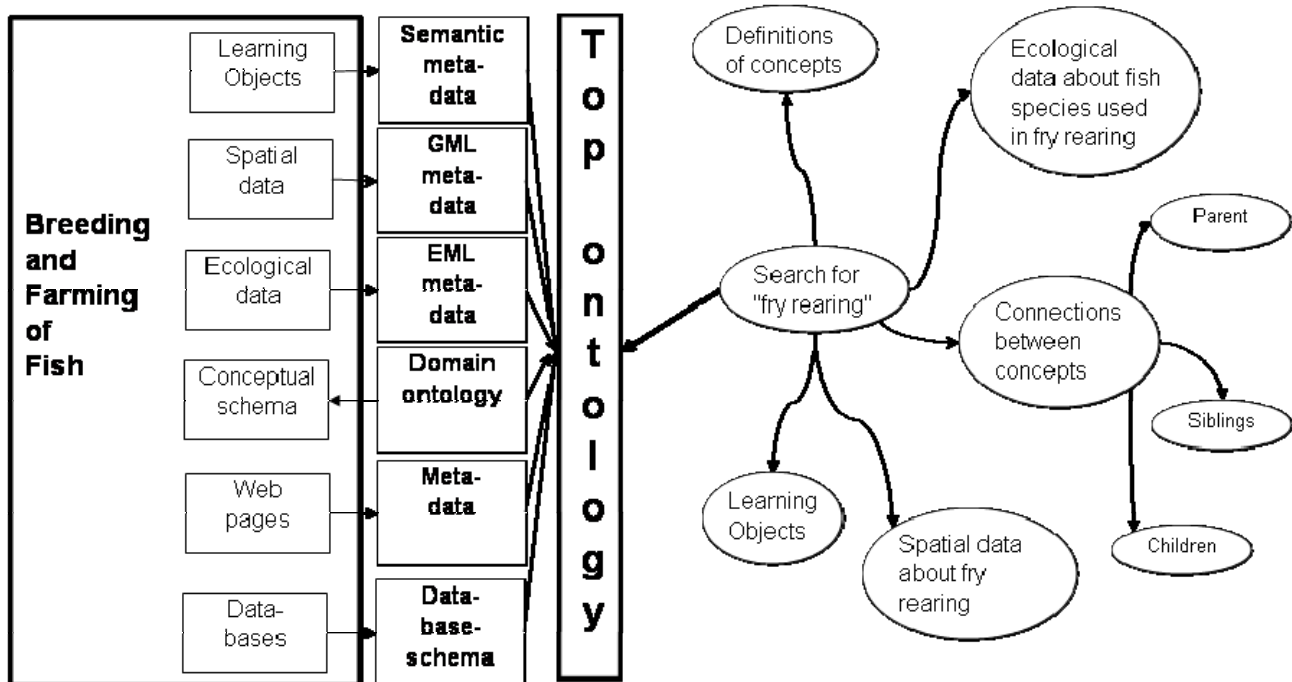 Breeding
and
Farming
of
Fish
Learning
Objects
Spatial
data
Ecological
data
Conceptual
schema
Web
pages
Data-
bases
Semantic
meta-
data
GML
meta-
data
EML
meta-
data
Domain
ontology
Meta-
data
Data-
base-
schema
T
o
p
o
n
t
o
l
o
g
y
Definitions
of concepts
Ecological
data about fish
species used
in fry rearing
Search for
"fry rearing"
Connections
between
concepts
Parent
Siblings
Children
Learning
Objects
Spatial data
about fry
rearing